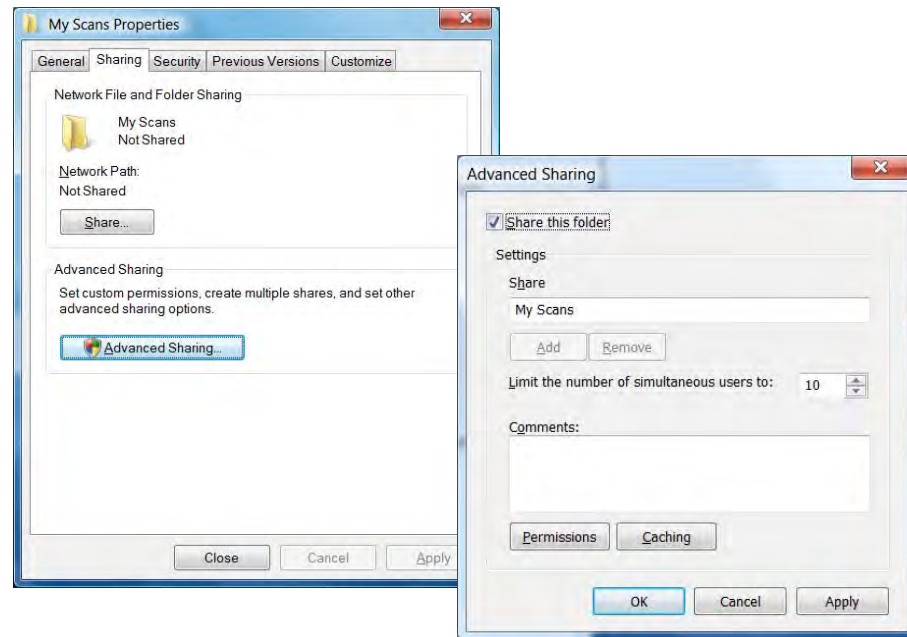 My Scans Properties
General Sharing Security Previous Versions Customize
Network File and Folder Sharing
My Scans
Not Shared
Network Path:
Not Shared
Share...
Advanced Sharing
Set custom permissions, create multiple shares, and set other
advanced sharing options.
Advanced Sharing...
Close Cancel Apply
Advanced Sharing
Share this folder
Settings
Share
My Scans
Add Remove
Limit the number of simultaneous users to: 10
Comments:
Permissions Caching
OK Cancel Apply